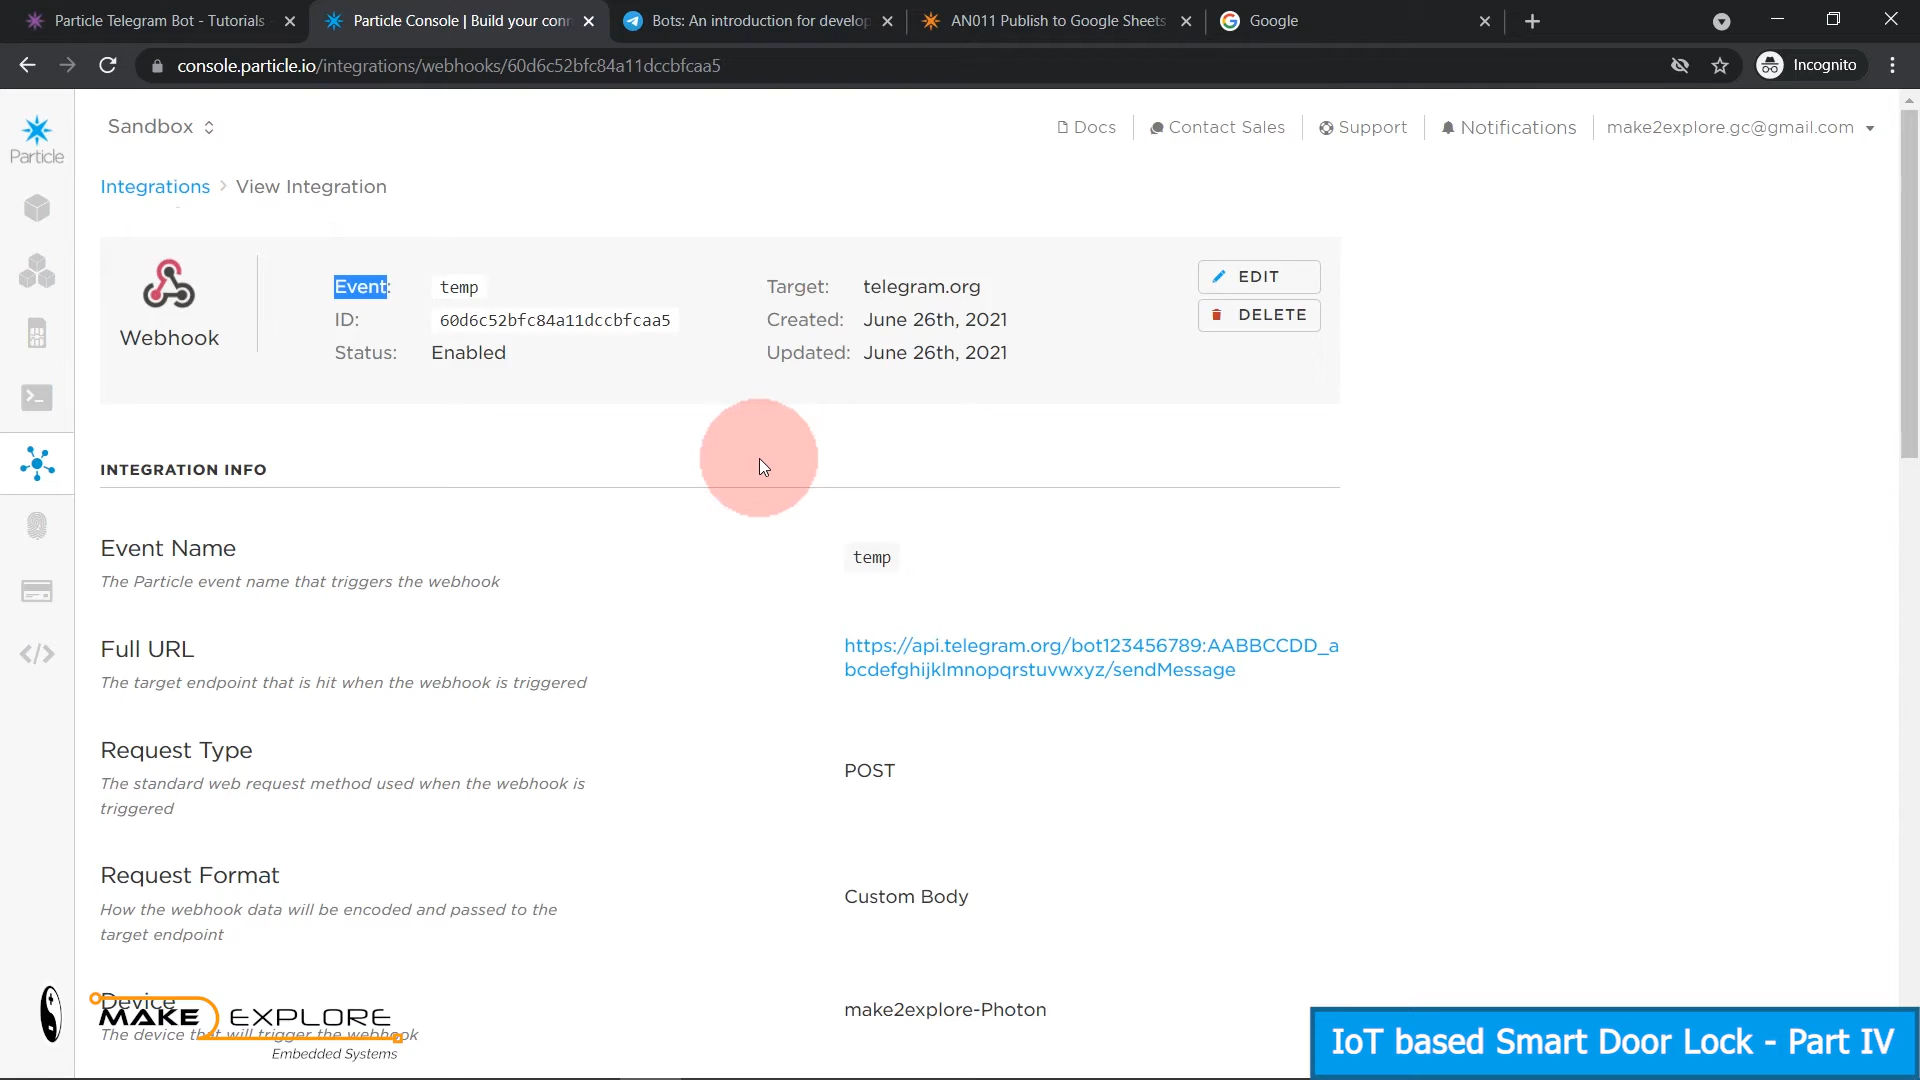 Particle Telegram Bot - Tutorials
Particle Console | Build your conn
Bots: An introduction for develop
AN011 Publish to Google Sheets
Google
console.particle.io/integrations/webhooks/60d6c52bfc84a11dccbfcaa5
Incognito
Particle
Sandbox
Docs
Contact Sales
Support
Notifications
make2explore.gc@gmail.com
Integrations > View Integration
Webhook
Event: temp
ID: 60d6c52bfc84a11dccbfcaa5
Status: Enabled
Target: telegram.org
Created: June 26th, 2021
Updated: June 26th, 2021
EDIT
DELETE
INTEGRATION INFO
Event Name
The Particle event name that triggers the webhook
temp
Full URL
The target endpoint that is hit when the webhook is triggered
https://api.telegram.org/bot123456789:AABBCCDD_a
bcdefghijklmnopqrstuvwxyz/sendMessage
Request Type
The standard web request method used when the webhook is
triggered
POST
Request Format
How the webhook data will be encoded and passed to the
target endpoint
Custom Body
Device
The device that will trigger the webhook
make2explore-Photon
MAKE EXPLORE
Embedded Systems
IoT based Smart Door Lock - Part IV